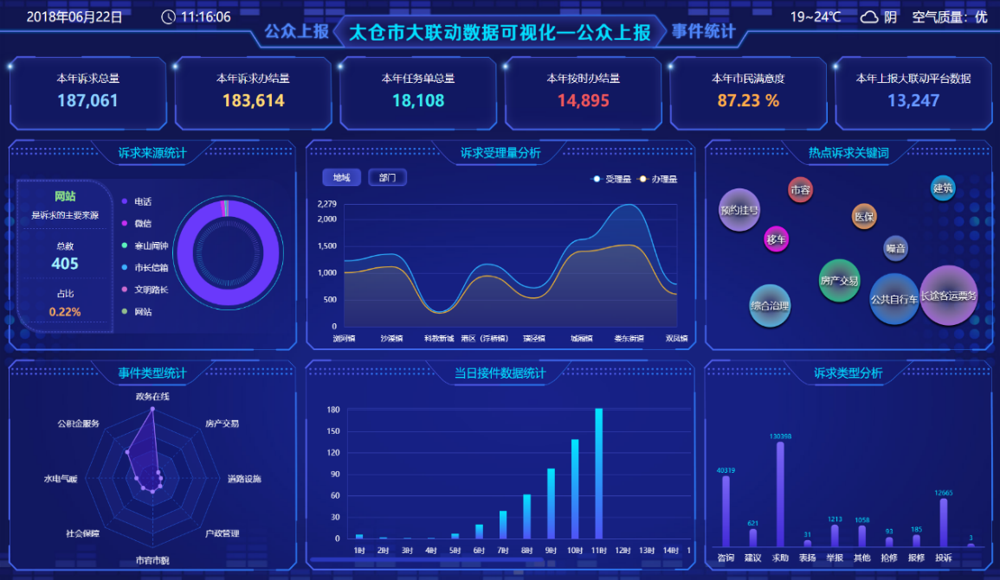 2018年06月22日
11:16:06
公众上报
太仓市大联动数据可视化—公众上报
事件统计
19~24℃
阴
空气质量：优
本年诉求总量
187,061
本年诉求办结量
183,614
本年任务单总量
18,108
本年按时办结量
14,895
本年市民满意度
87.23 %
本年上报大联动平台数据
13,247
诉求来源统计
网站
是诉求的主要来源
总数
405
占比
0.22%
电话
微信
寒山闻钟
市长信箱
文明路长
网站
诉求受理量分析
地域
部门
受理量
办理量
2,279
2,000
1,500
1,000
500
0
浏河镇
沙溪镇
科教新城
港区（浮桥镇）
璜泾镇
城厢镇
娄东街道
双凤镇
热点诉求关键词
预约挂号
市容
建筑
医保
移车
噪音
房产交易
综合治理
公共自行车
长途客运票务
事件类型统计
政务在线
公积金服务
房产交易
水电气暖
道路设施
社会保障
户政管理
市容市貌
当日接件数据统计
180
150
120
90
60
30
0
1时 2时 3时 4时 5时 6时 7时 8时 9时 10时 11时 12时 13时 14时 1
诉求类型分析
40319
621
130398
31
1213
1058
93
185
12665
3
咨询 建议 求助 表扬 举报 其他 抢修 报修 投诉